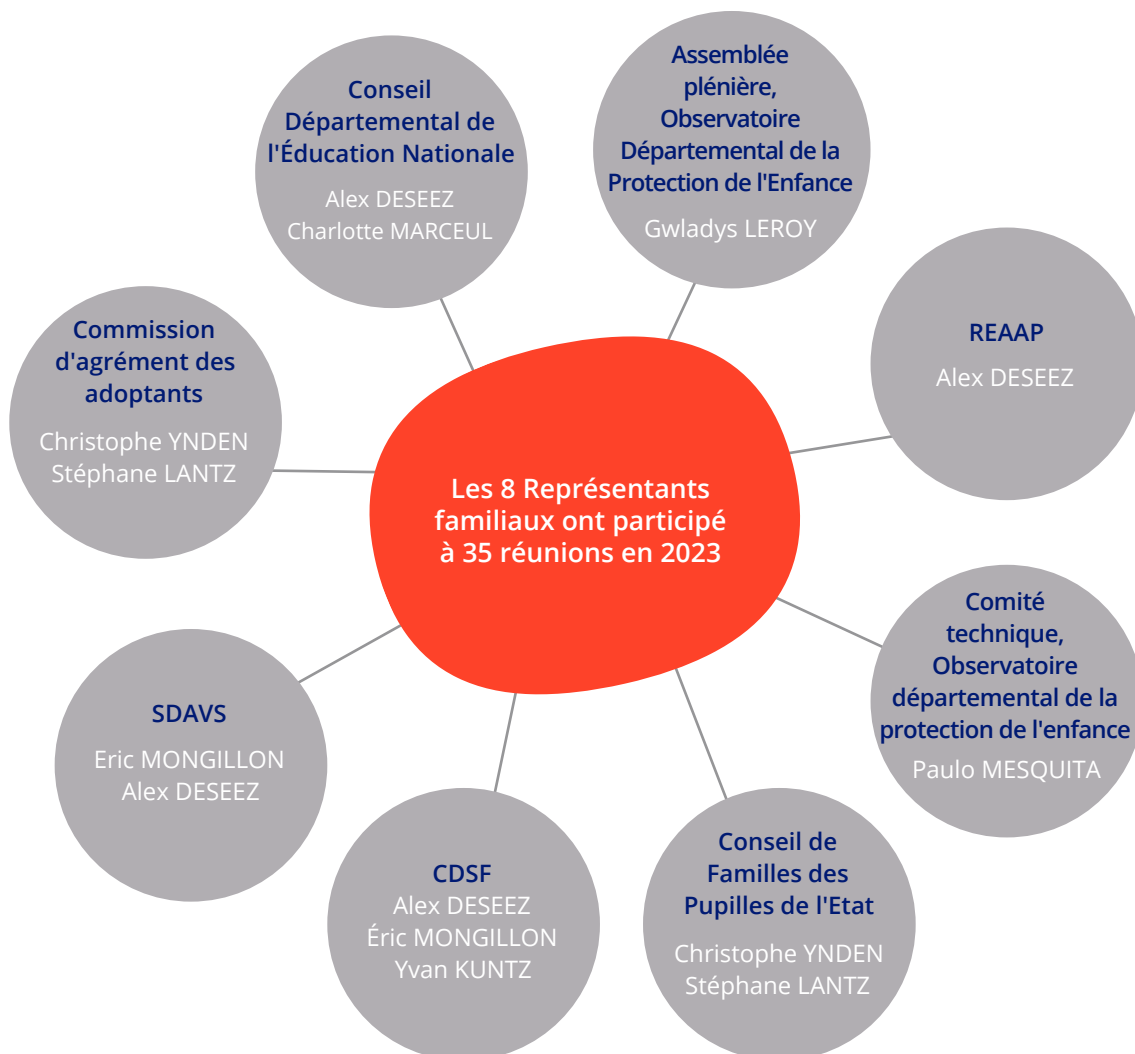 Conseil
Départemental de
l'Éducation Nationale
Alex DESEEZ
Charlotte MARCEUL
Assemblée
plénière,
Observatoire
Départemental de la
Protection de l'Enfance
Gwladys LEROY
REAAP
Alex DESEEZ
Commission
d'agrément des
adoptants
Christophe YNDEN
Stéphane LANTZ
Les 8 Représentants
familiaux ont participé
à 35 réunions en 2023
Comité
technique,
Observatoire
départemental de la
protection de l'enfance
Paulo MESQUITA
SDAVS
Eric MONGILLON
Alex DESEEZ
CDSF
Alex DESEEZ
Éric MONGILLON
Yvan KUNTZ
Conseil de
Familles des
Pupilles de l'Etat
Christophe YNDEN
Stéphane LANTZ